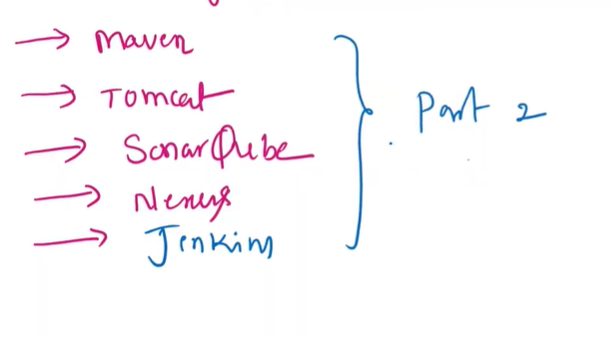 → Maven
→ Tomcat
→ SonarQube
→ Nexus
→ Jenkins
Part 2